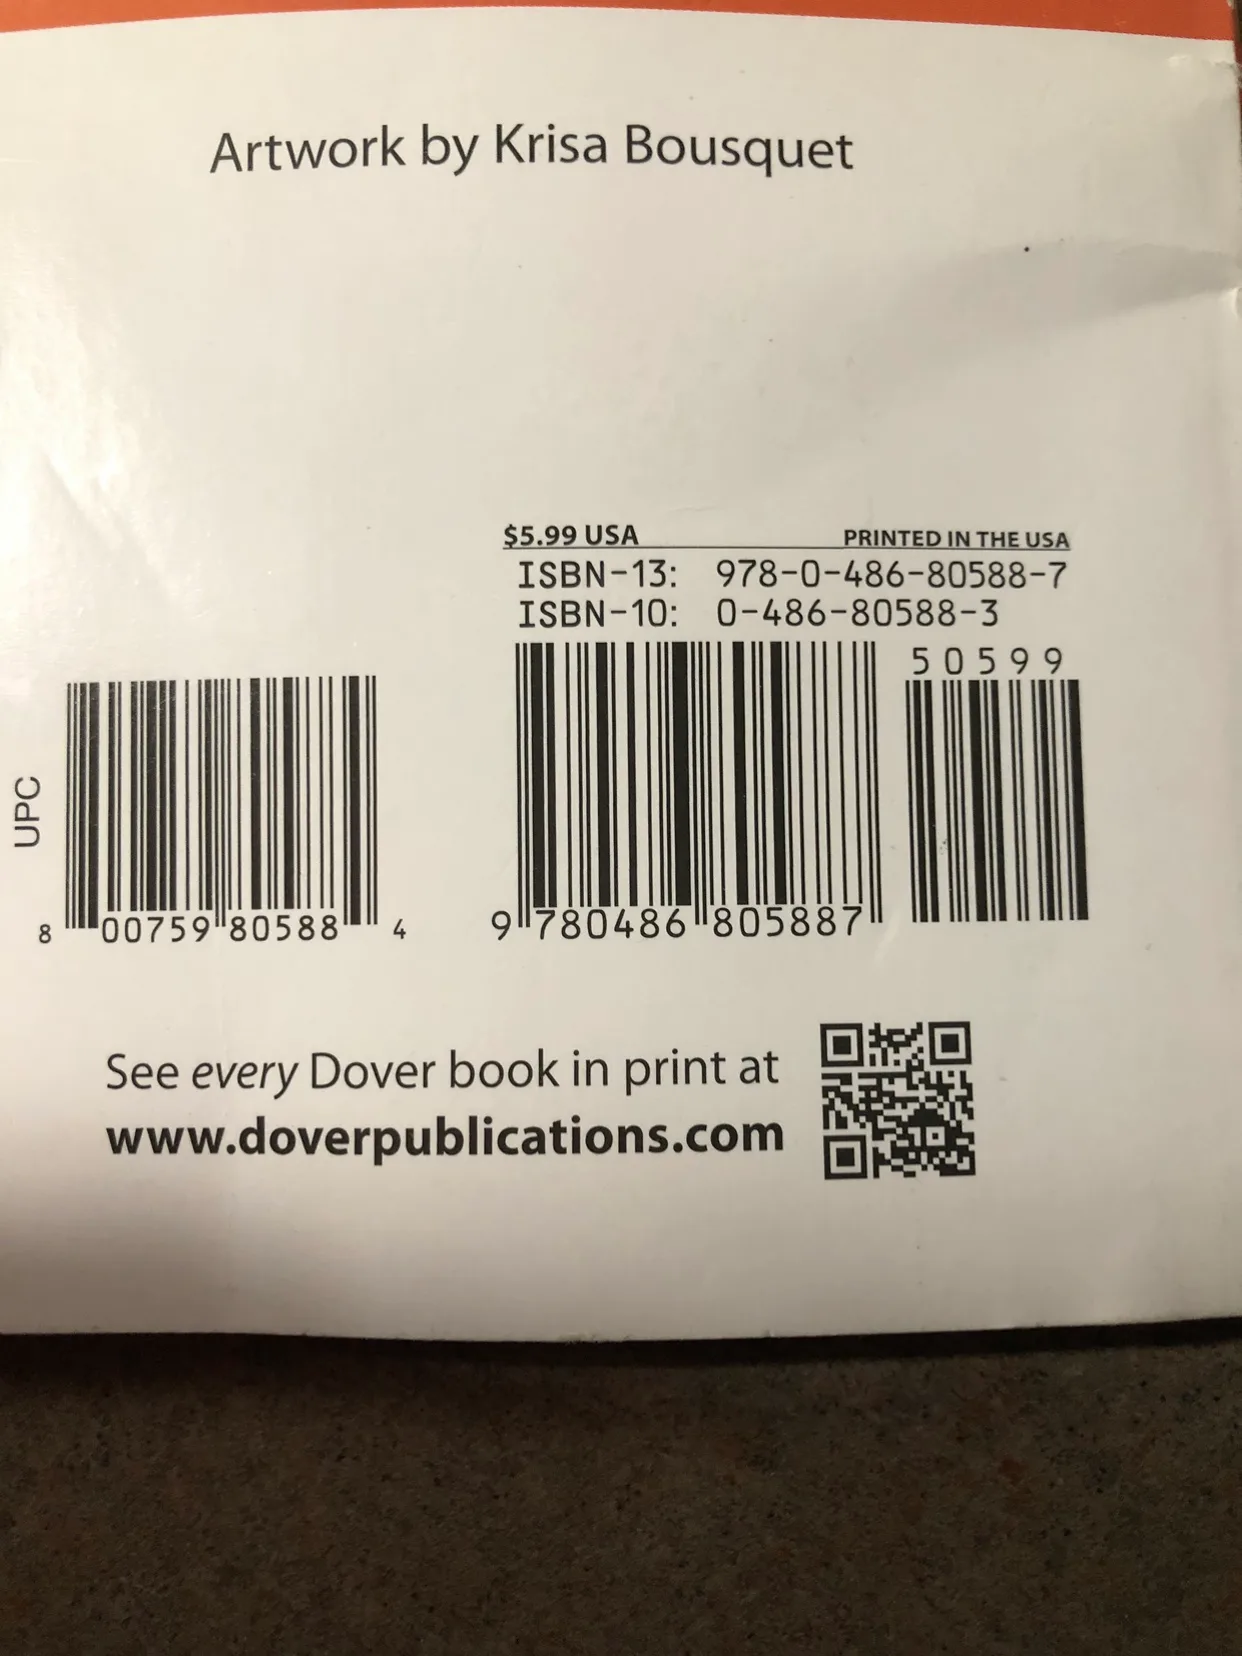 Artwork by Krisa Bousquet
$5.99 USA PRINTED IN THE USA
ISBN-13: 978-0-486-80588-7
ISBN-10: 0-486-80588-3
50599
UPC
8 00759 80588 4
9 780486 805887
See every Dover book in print at
www.doverpublications.com